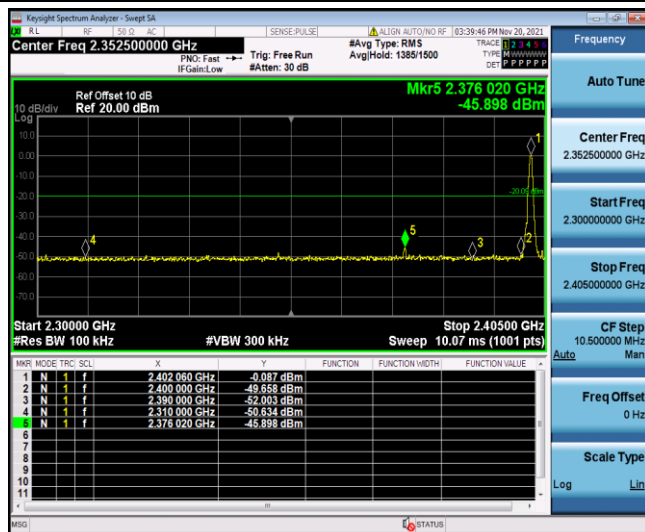 Keysight Spectrum Analyzer - Swept SA
RL RF 50 Ω AC SENSE:PULSE ALIGN AUTO/NO RF 03:39:46 PM Nov 20, 2021
Center Freq 2.352500000 GHz #Avg Type: RMS TRACE 1 2 3 4 5 6
PNO: Fast Trig: Free Run Avg|Hold: 1385/1500 TYPE M W W W W W
IFGain:Low #Atten: 30 dB DET P P P P P P
Mkr5 2.376 020 GHz
-45.898 dBm
Ref Offset 10 dB
10 dB/div Ref 20.00 dBm
Log
10.0
0.00
-10.0
-20.0
-30.0
-40.0
-50.0
-60.0
-70.0
1
2
3
4
5
Start 2.30000 GHz Stop 2.40500 GHz
#Res BW 100 kHz #VBW 300 kHz Sweep 10.07 ms (1001 pts)
MKR MODE TRC SCL X Y FUNCTION FUNCTION WIDTH FUNCTION VALUE
1 N 1 f 2.402 060 GHz -0.087 dBm
2 N 1 f 2.400 000 GHz -49.658 dBm
3 N 1 f 2.390 000 GHz -52.003 dBm
4 N 1 f 2.310 000 GHz -50.634 dBm
5 N 1 f 2.376 020 GHz -45.898 dBm
6
7
8
9
10
11
MSG STATUS
Frequency
Auto Tune
Center Freq
2.352500000 GHz
Start Freq
2.300000000 GHz
Stop Freq
2.405000000 GHz
CF Step
10.500000 MHz
Auto Man
Freq Offset
0 Hz
Scale Type
Log Lin